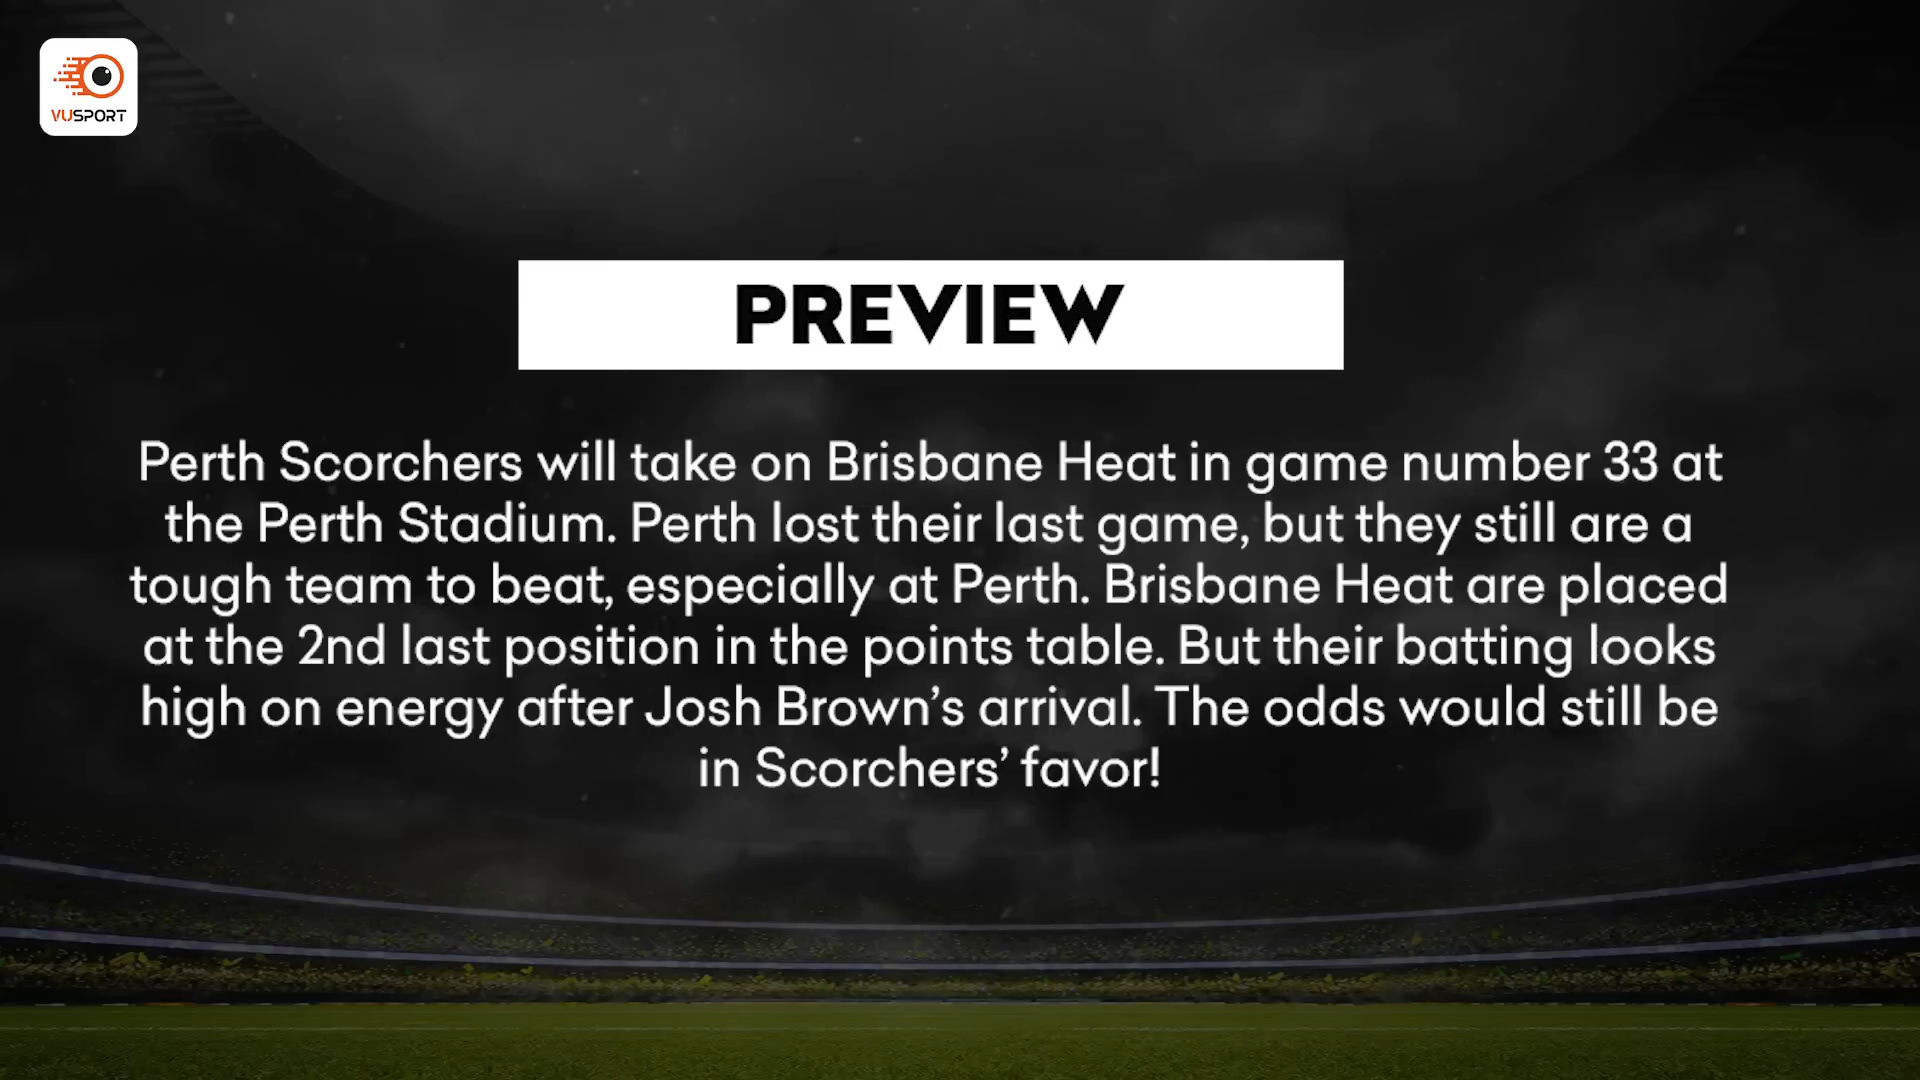 VUSPORT
PREVIEW
Perth Scorchers will take on Brisbane Heat in game number 33 at
the Perth Stadium. Perth lost their last game, but they still are a
tough team to beat, especially at Perth. Brisbane Heat are placed
at the 2nd last position in the points table. But their batting looks
high on energy after Josh Brown’s arrival. The odds would still be
in Scorchers’ favor!